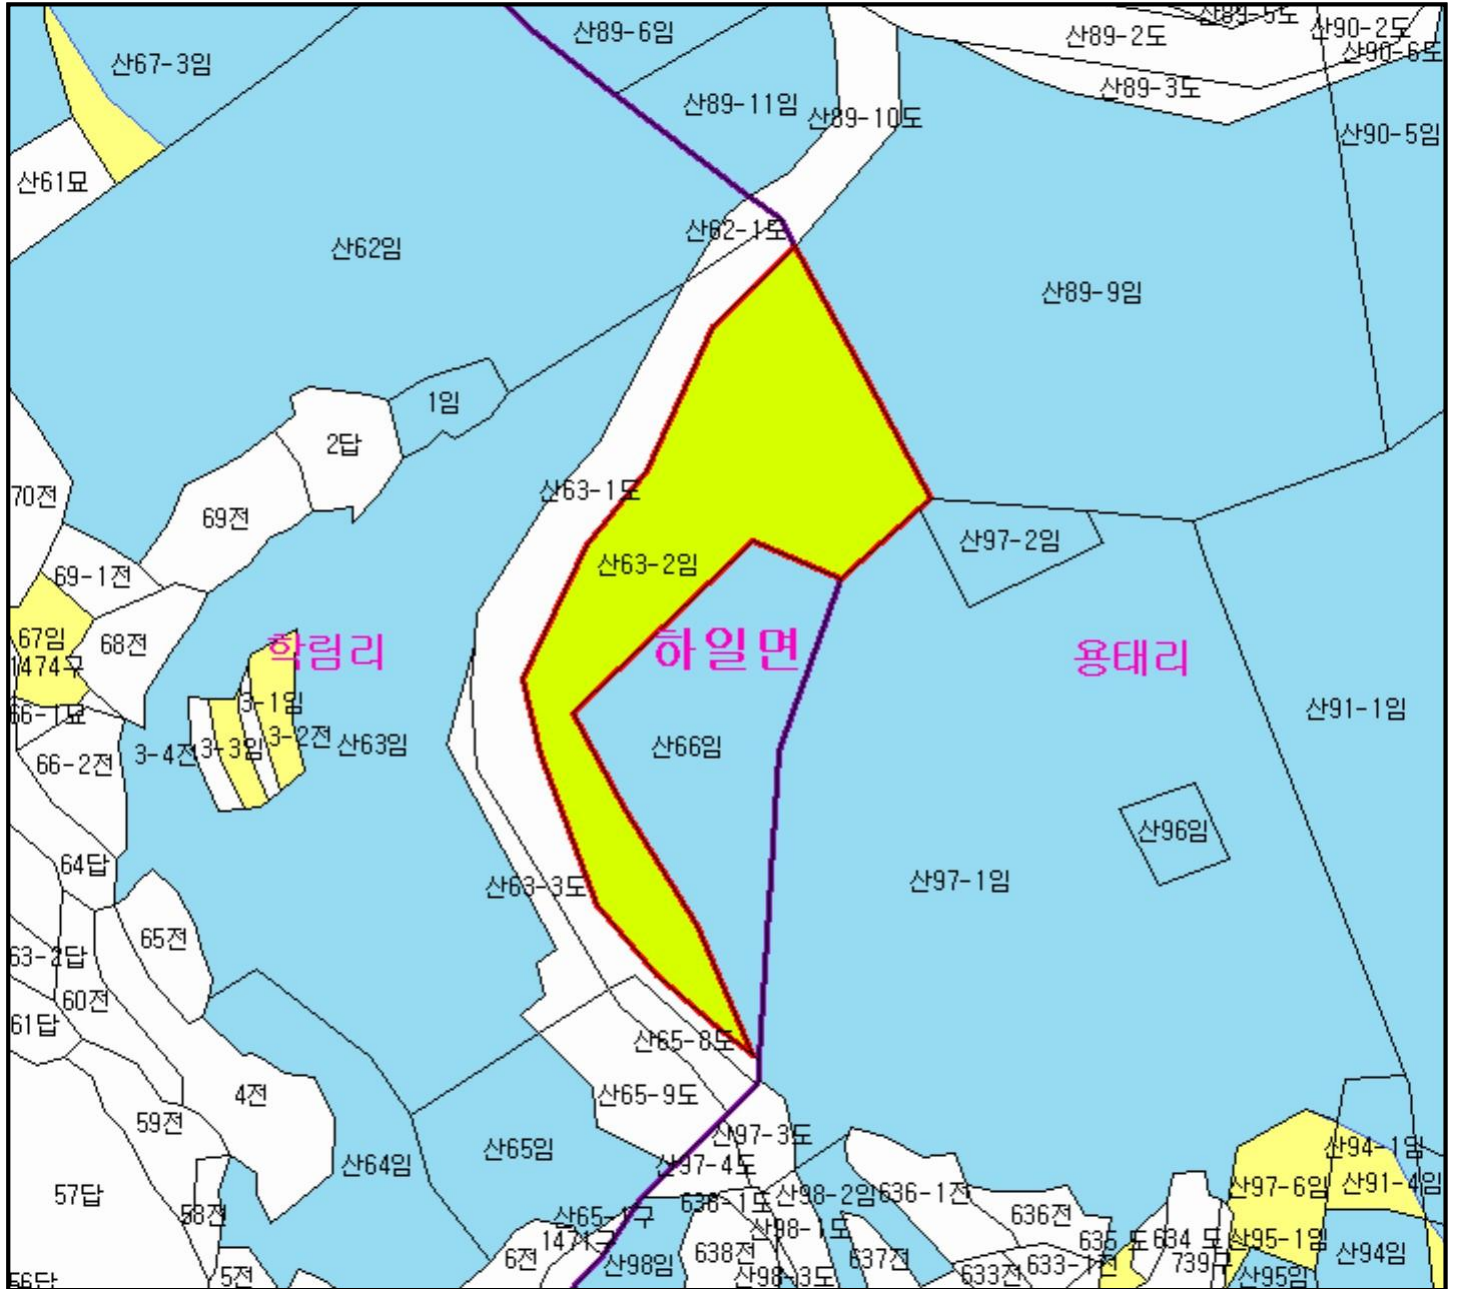 산89-5도
산90-2도
산89-6임
산89-2도
산90-6도
산67-3임
산89-3도
산89-11임
산89-10도
산90-5임
산61묘
산62-1도
산62임
산89-9임
1임
2답
산63-1도
70전
69전
산97-2임
산63-2임
69-1전
67임
68전
학림리
하일면
용태리
1474구
66-1묘
3-1임
산91-1임
3-2전
3-4전
3-3임
산63임
산66임
66-2전
산96임
64답
산63-3도
산97-1임
65전
63-2답
60전
61답
산65-8도
4전
산65-9도
59전
산97-3도
산94-1임
산65임
산64임
산97-4도
57답
산98-2임
636-1전
산97-6임
산91-4임
636-1도
58전
산65-1구
636전
산98-1도
635 도
634 도
산95-1임
1471구
6전
638전
637전
산94임
산98임
633-1전
739구
5전
산98-3도
633전
산95임
56답